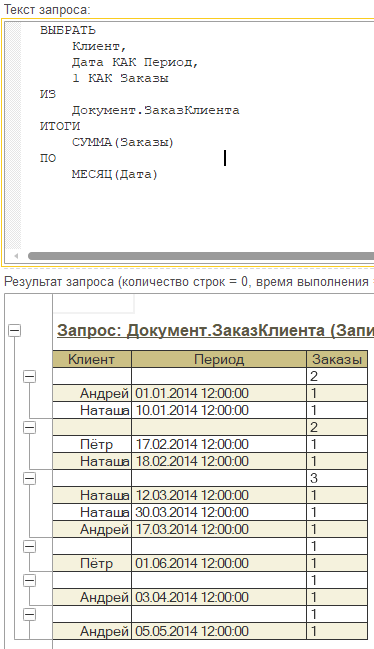 Текст запроса:
ВЫБРАТЬ
Клиент,
Дата КАК Период,
1 КАК Заказы
ИЗ
Документ.ЗаказКлиента
ИТОГИ
СУММА(Заказы)
ПО
МЕСЯЦ(Дата)
Результат запроса (количество строк = 0, время выполнения
Запрос: Документ.ЗаказКлиента (Запи
Клиент Период Заказы
2
Андрей 01.01.2014 12:00:00 1
Наташа 10.01.2014 12:00:00 1
2
Пётр 17.02.2014 12:00:00 1
Наташа 18.02.2014 12:00:00 1
3
Наташа 12.03.2014 12:00:00 1
Наташа 30.03.2014 12:00:00 1
Андрей 17.03.2014 12:00:00 1
1
Пётр 01.06.2014 12:00:00 1
1
Андрей 03.04.2014 12:00:00 1
1
Андрей 05.05.2014 12:00:00 1